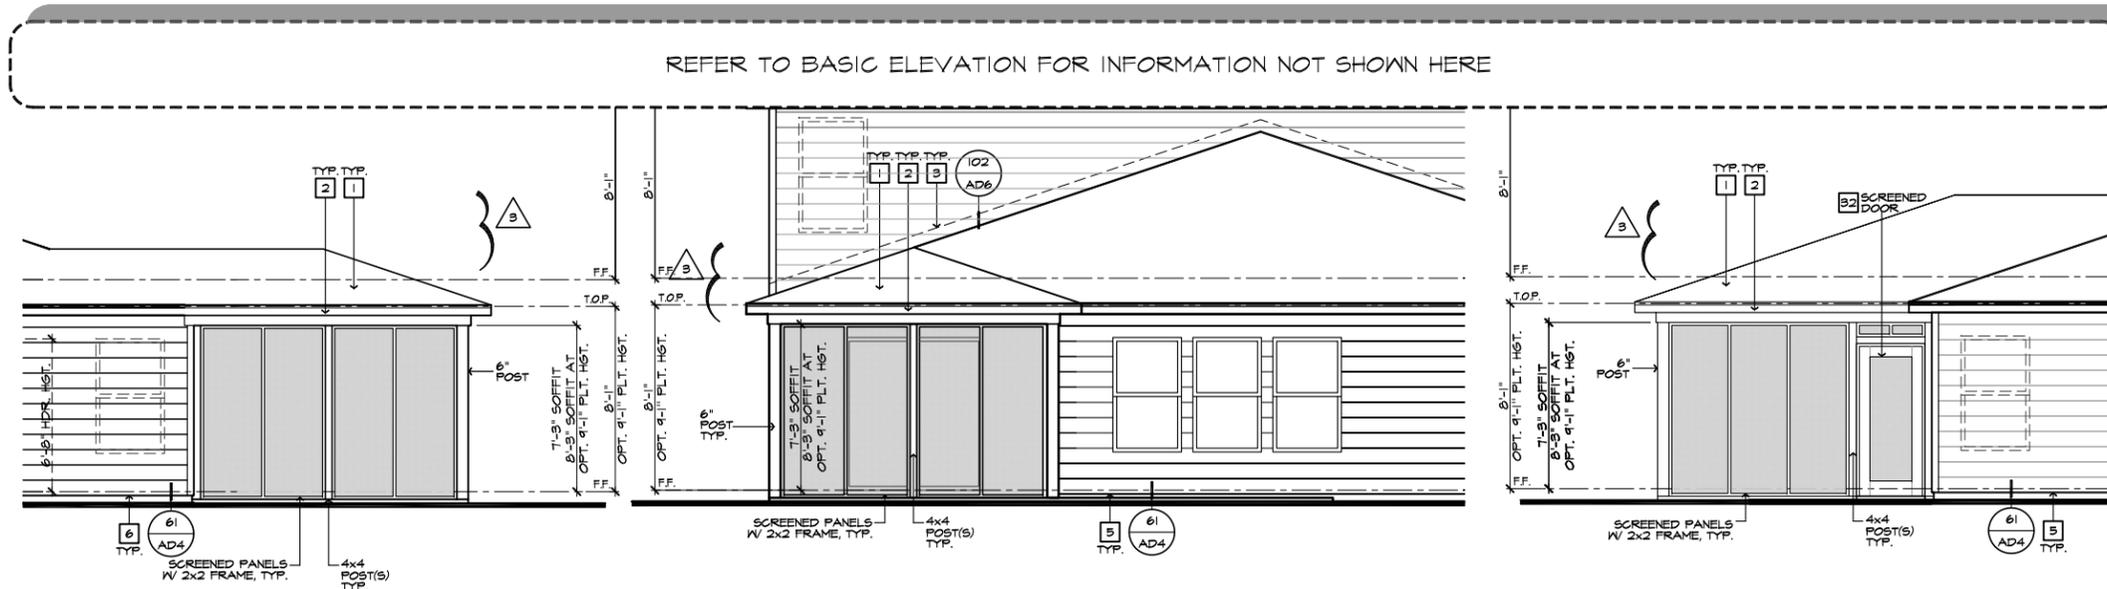 REFER TO BASIC ELEVATION FOR INFORMATION NOT SHOWN HERE
TYP. TYP.
2 1
3
8'-1"
F.F.
T.O.P.
6" POST
6'-8" HDR. HGT.
7'-3" SOFFIT
8'-3" SOFFIT AT
OPT. 9'-1" PLT. HGT.
8'-1"
OPT. 9'-1" PLT. HGT.
F.F.
6
TYP.
61
AD4
SCREENED PANELS
W/ 2x2 FRAME, TYP.
4x4
POST(S)
TYP.
8'-1"
TYP. TYP. TYP.
1 2 3
102
AD6
F.F.
3
T.O.P.
8'-1"
OPT. 9'-1" PLT. HGT.
6"
POST
TYP.
7'-3" SOFFIT
8'-3" SOFFIT AT
OPT. 9'-1" PLT. HGT.
F.F.
SCREENED PANELS
W/ 2x2 FRAME, TYP.
4x4
POST(S)
TYP.
5
TYP.
61
AD4
8'-1"
TYP. TYP.
1 2
32 SCREENED
DOOR
3
F.F.
T.O.P.
8'-1"
OPT. 9'-1" PLT. HGT.
7'-3" SOFFIT
8'-3" SOFFIT AT
OPT. 9'-1" PLT. HGT.
6"
POST
F.F.
SCREENED PANELS
W/ 2x2 FRAME, TYP.
4x4
POST(S)
TYP.
61
AD4
5
TYP.